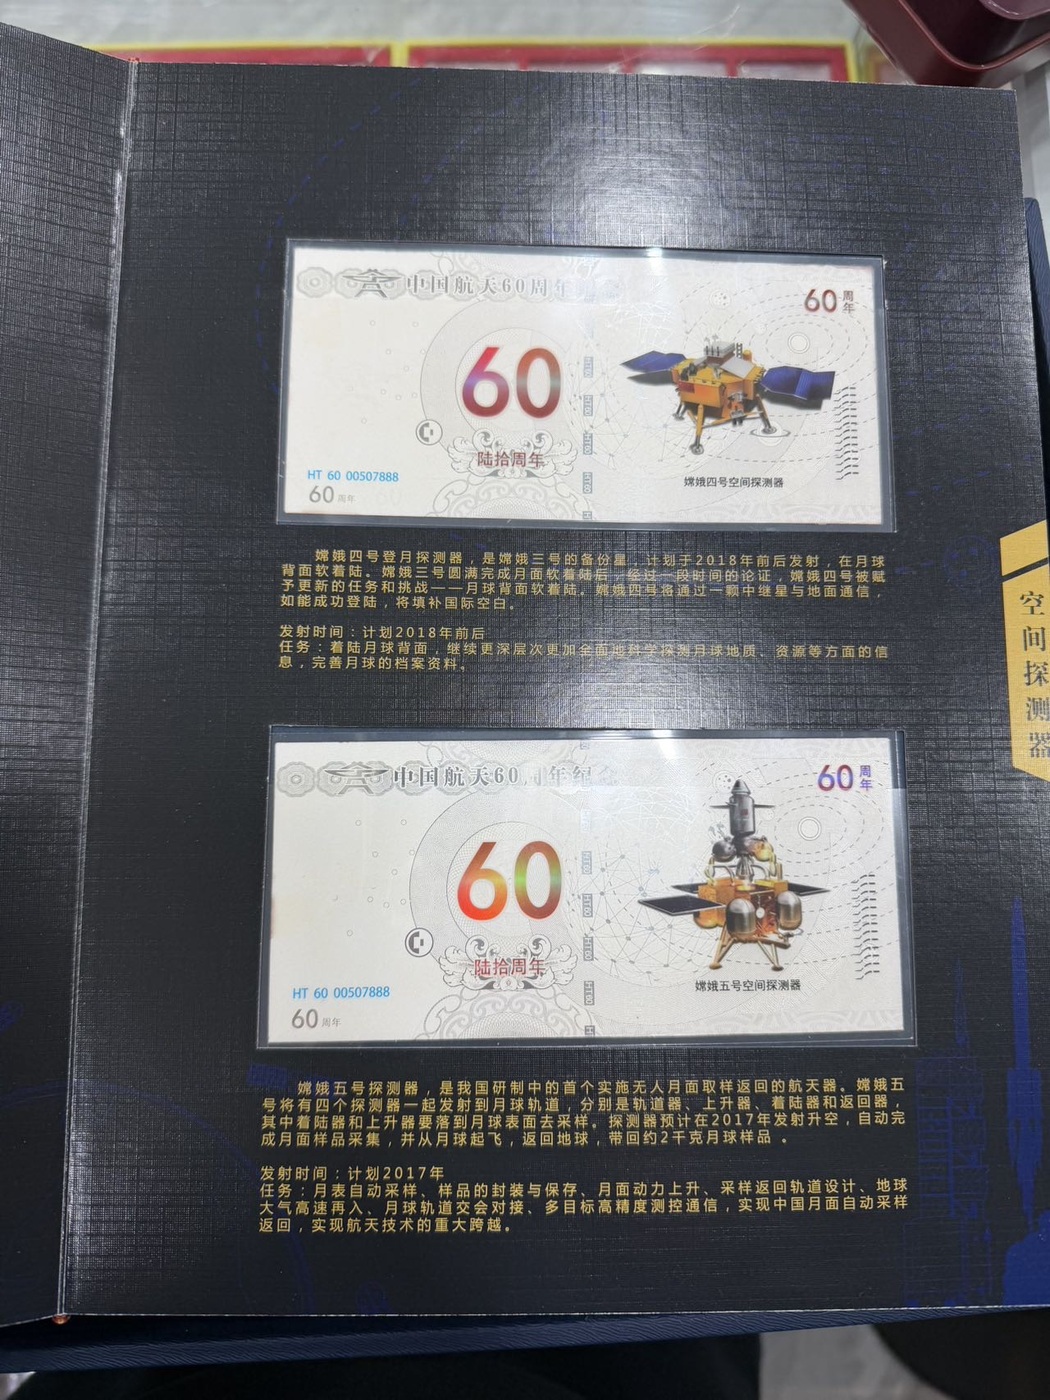 中国航天60周年纪念
60周年
60
陆拾周年
HT 60 00507888
60周年
嫦娥四号空间探测器
嫦娥四号登月探测器，是嫦娥三号的备份星，计划于2018年前后发射，在月球
背面软着陆。嫦娥三号圆满完成月面软着陆后，经过一段时间的论证，嫦娥四号被赋
予更新的任务和挑战——月球背面软着陆。嫦娥四号将通过一颗中继星与地面通信，
如能成功登陆，将填补国际空白。
发射时间：计划2018年前后
任务：着陆月球背面，继续更深层次更加全面地科学探测月球地质、资源等方面的信
息，完善月球的档案资料。
空间探测器
中国航天60周年纪念
60周年
60
陆拾周年
HT 60 00507888
60周年
嫦娥五号空间探测器
嫦娥五号探测器，是我国研制中的首个实施无人月面取样返回的航天器。嫦娥五
号将有四个探测器一起发射到月球轨道，分别是轨道器、上升器、着陆器和返回器，
其中着陆器和上升器要落到月球表面去采样。探测器预计在2017年发射升空，自动完
成月面样品采集，并从月球起飞，返回地球，带回约2千克月球样品。
发射时间：计划2017年
任务：月表自动采样、样品的封装与保存、月面动力上升、采样返回轨道设计、地球
大气高速再入、月球轨道交会对接、多目标高精度测控通信，实现中国月面自动采样
返回，实现航天技术的重大跨越。